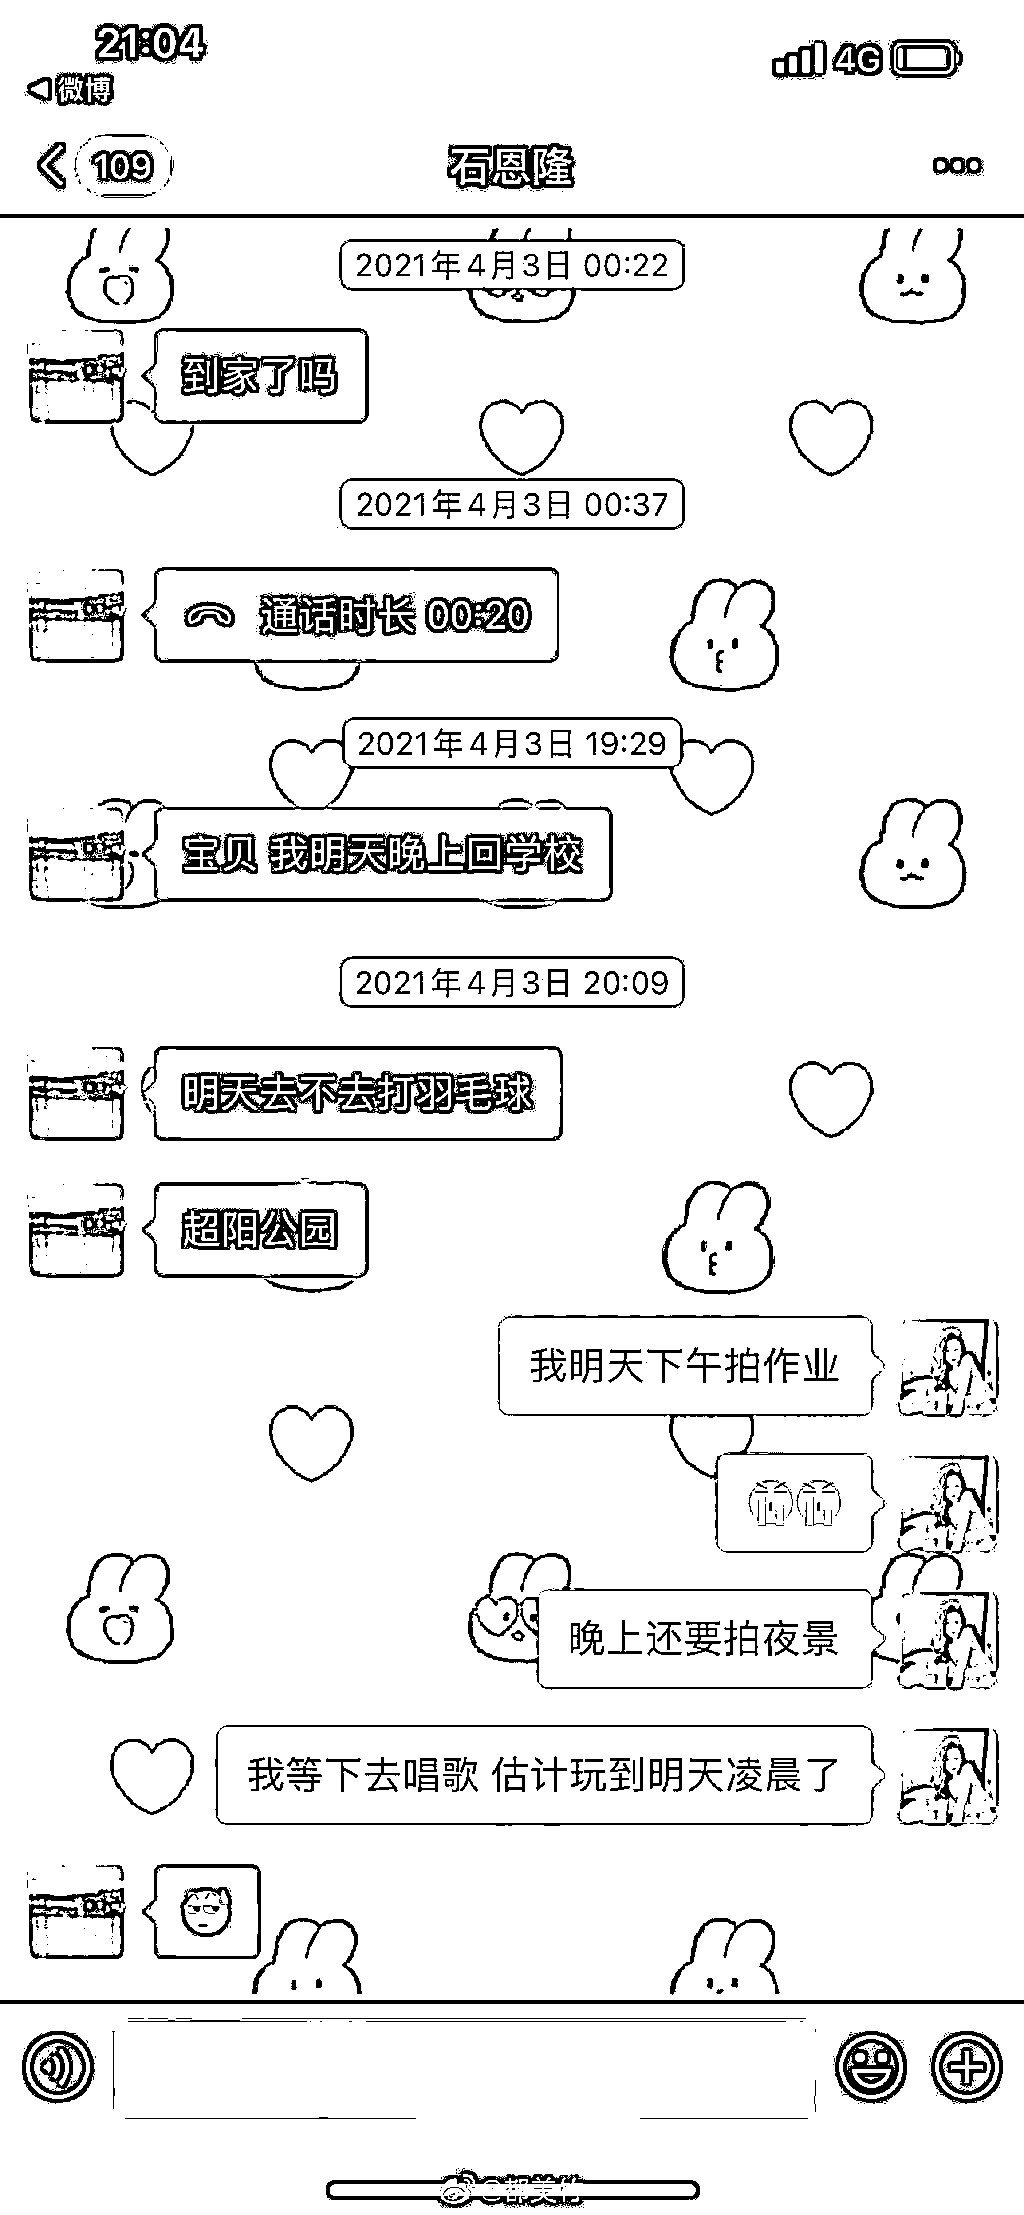 21:04
4G
微博
109
石恩隆
2021年4月3日 00:22
到家了吗
2021年4月3日 00:37
通话时长 00:20
2021年4月3日 19:29
宝贝 我明天晚上回学校
2021年4月3日 20:09
明天去不去打羽毛球
超阳公园
我明天下午拍作业
晚上还要拍夜景
我等下去唱歌 估计玩到明天凌晨了
@都美竹